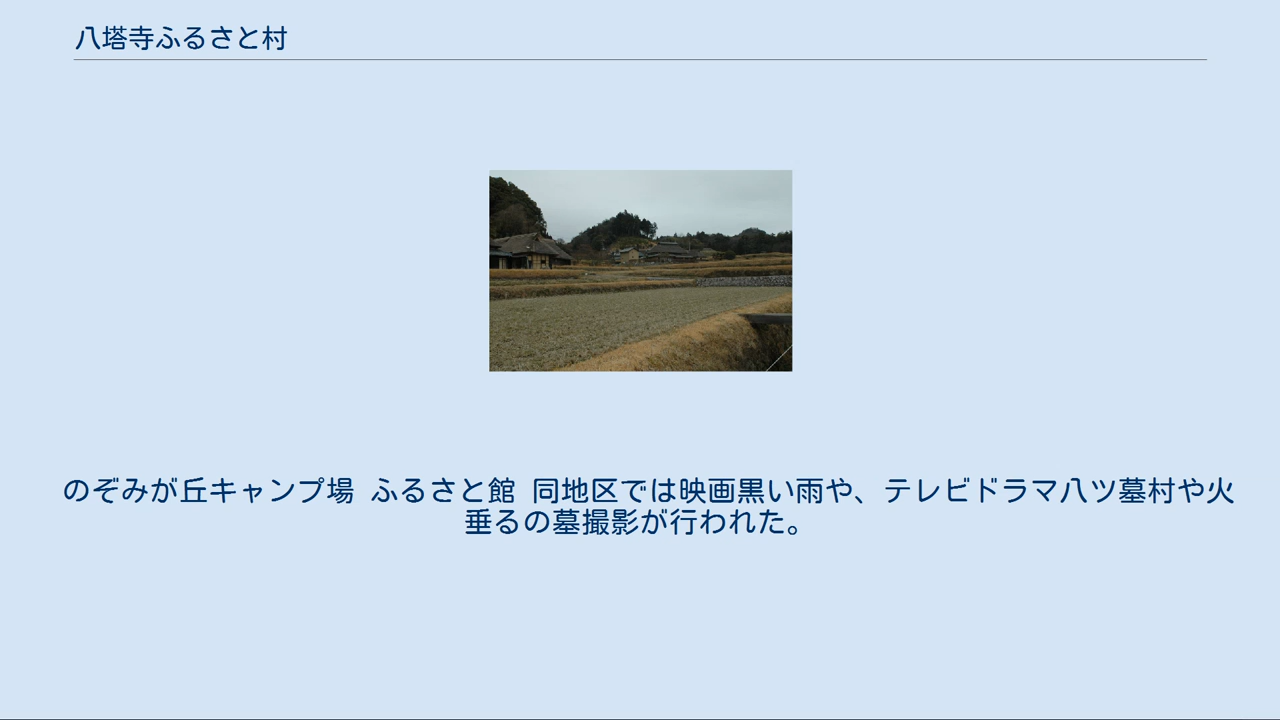 八塔寺ふるさと村
のぞみが丘キャンプ場 ふるさと館 同地区では映画黒い雨や、テレビドラマ八ツ墓村や火
垂るの墓撮影が行われた。